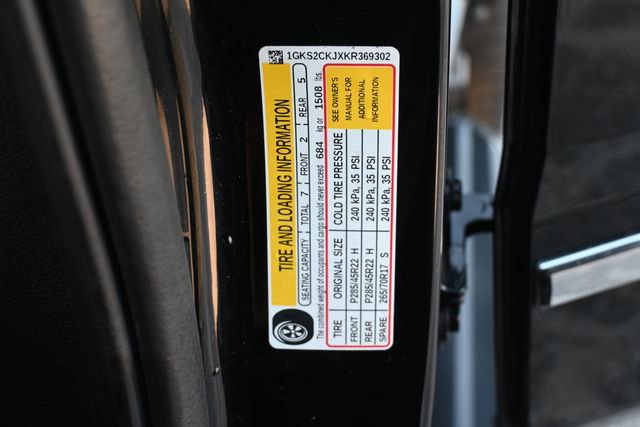 1GKS2CKJXKR369302
TIRE AND LOADING INFORMATION
SEATING CAPACITY TOTAL 7 FRONT 2 REAR 5
The combined weight of occupants and cargo should never exceed 684 kg or 1508 lbs.
TIRE ORIGINAL SIZE COLD TIRE PRESSURE SEE OWNER'S
FRONT P285/45R22 H 240 kPa, 35 PSI MANUAL FOR
REAR P285/45R22 H 240 kPa, 35 PSI ADDITIONAL
SPARE 265/70R17 S 240 kPa, 35 PSI INFORMATION